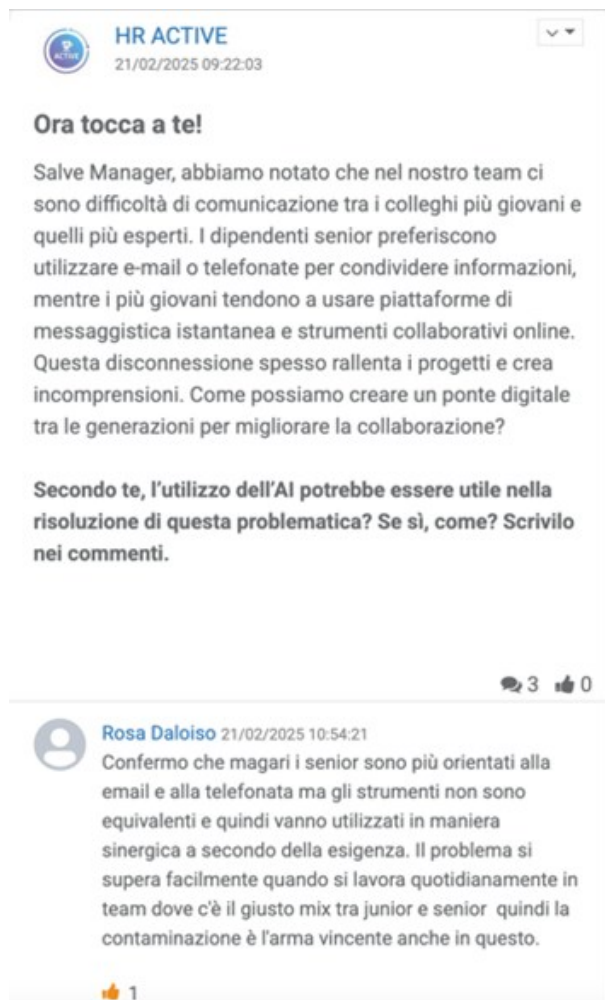 HR ACTIVE
21/02/2025 09:22:03
Ora tocca a te!
Salve Manager, abbiamo notato che nel nostro team ci
sono difficoltà di comunicazione tra i colleghi più giovani e
quelli più esperti. I dipendenti senior preferiscono
utilizzare e-mail o telefonate per condividere informazioni,
mentre i più giovani tendono a usare piattaforme di
messaggistica istantanea e strumenti collaborativi online.
Questa disconnessione spesso rallenta i progetti e crea
incomprensioni. Come possiamo creare un ponte digitale
tra le generazioni per migliorare la collaborazione?
Secondo te, l'utilizzo dell'AI potrebbe essere utile nella
risoluzione di questa problematica? Se sì, come? Scrivilo
nei commenti.
3 0
Rosa Daloiso 21/02/2025 10:54:21
Confermo che magari i senior sono più orientati alla
email e alla telefonata ma gli strumenti non sono
equivalenti e quindi vanno utilizzati in maniera
sinergica a secondo della esigenza. Il problema si
supera facilmente quando si lavora quotidianamente in
team dove c'è il giusto mix tra junior e senior quindi la
contaminazione è l'arma vincente anche in questo.
1